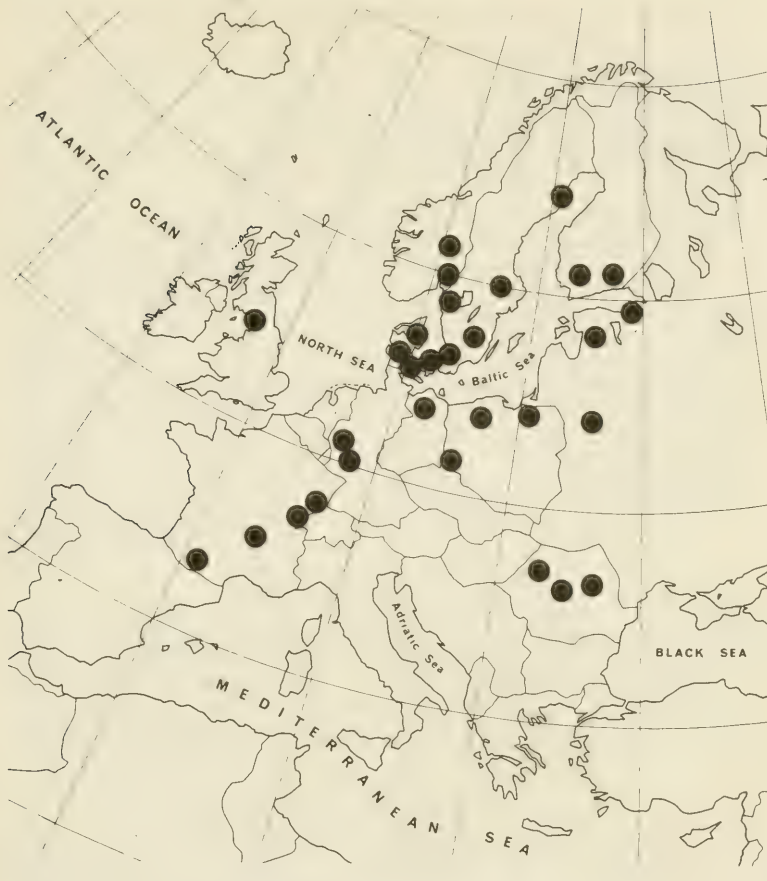 ATLANTIC
OCEAN
NORTH SEA
Baltic Sea
Adriatic Sea
BLACK SEA
MEDITERRANEAN SEA